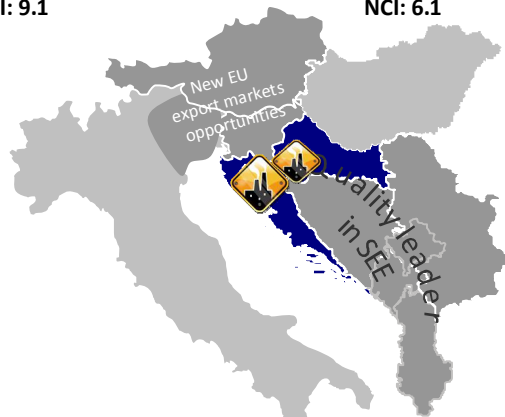 I: 9.1
NCI: 6.1
New EU
export markets
opportunities
Quality leader
in SEE